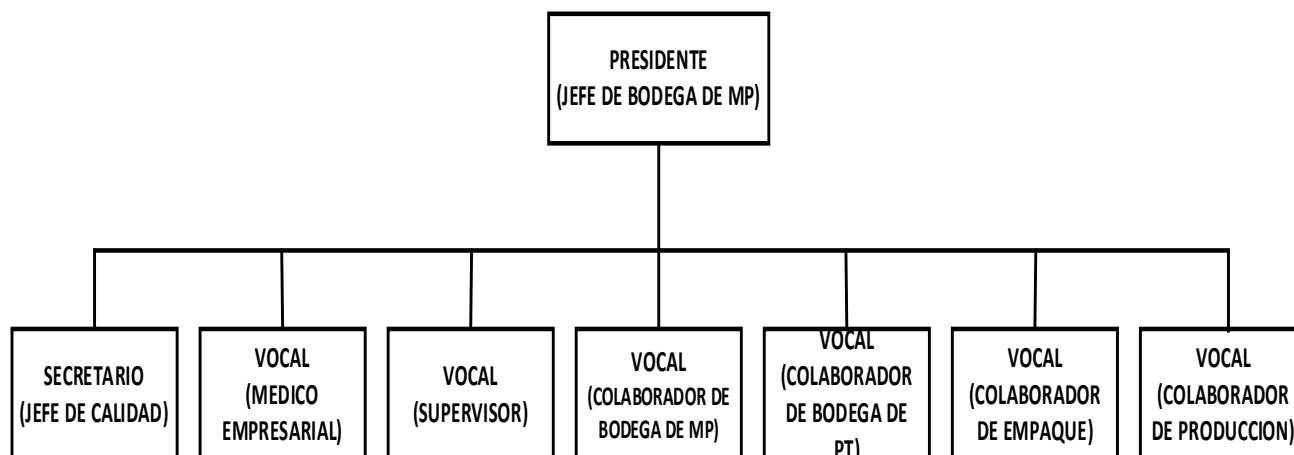 PRESIDENTE
(JEFE DE BODEGA DE MP)
SECRETARIO
(JEFE DE CALIDAD)
VOCAL
(MEDICO
EMPRESARIAL)
VOCAL
(SUPERVISOR)
VOCAL
(COLABORADOR DE
BODEGA DE MP)
VOCAL
(COLABORADOR
DE BODEGA DE
PT)
VOCAL
(COLABORADOR
DE EMPAQUE)
VOCAL
(COLABORADOR
DE PRODUCCION)